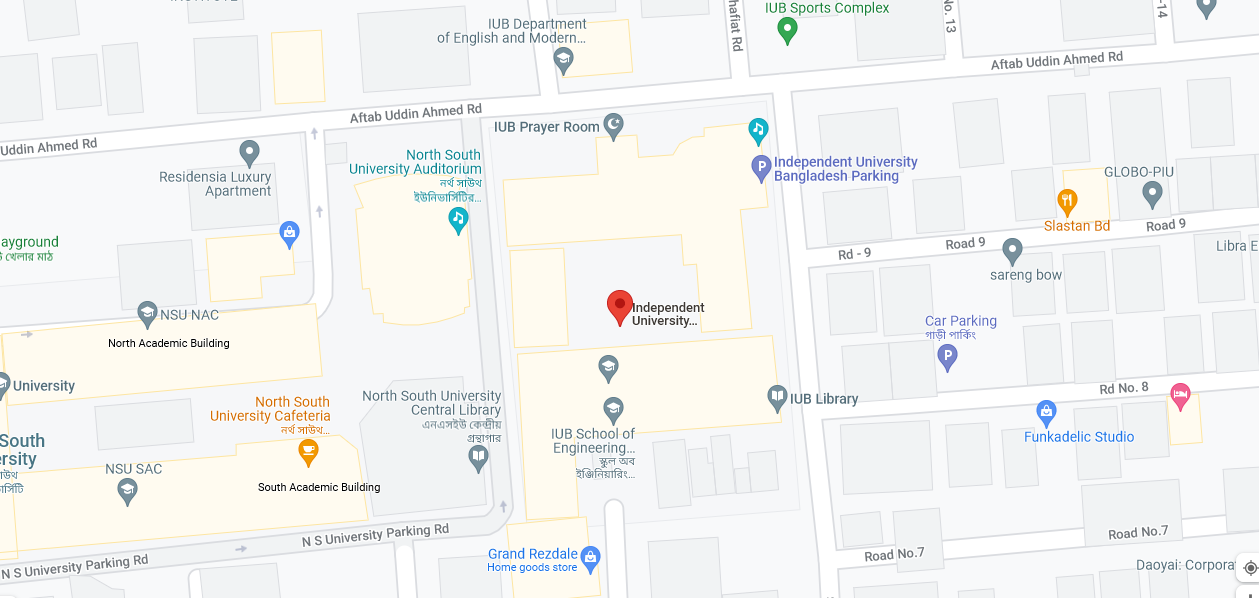 IUB Sports Complex
IUB Department
of English and Modern...
hafiat Rd
No. 13
-14
Aftab Uddin Ahmed Rd
Aftab Uddin Ahmed Rd
Uddin Ahmed Rd
IUB Prayer Room
North South
University Auditorium
নর্থ সাউথ
ইউনিভার্সিটির...
Independent University
Bangladesh Parking
Residensia Luxury
Apartment
GLOBO-PIU
Slastan Bd
Road 9
Road 9
Rd - 9
ayground
খেলার মাঠ
Libra E
sareng bow
Independent
University...
NSU NAC
North Academic Building
Car Parking
গাড়ী পার্কিং
University
North South
University Central Library
এনএসইউ কেন্দ্রীয়
গ্রন্থাগার
IUB Library
Rd No. 8
North South
University Cafeteria
নর্থ সাউথ...
Funkadelic Studio
IUB School of
Engineering...
স্কুল অব
ইঞ্জিনিয়ারিং...
South
rsity
াউথ
র্সিটি
NSU SAC
South Academic Building
N S University Parking Rd
Road No.7
Road No.7
Grand Rezdale
Home goods store
N S University Parking Rd
Daoyai: Corpora